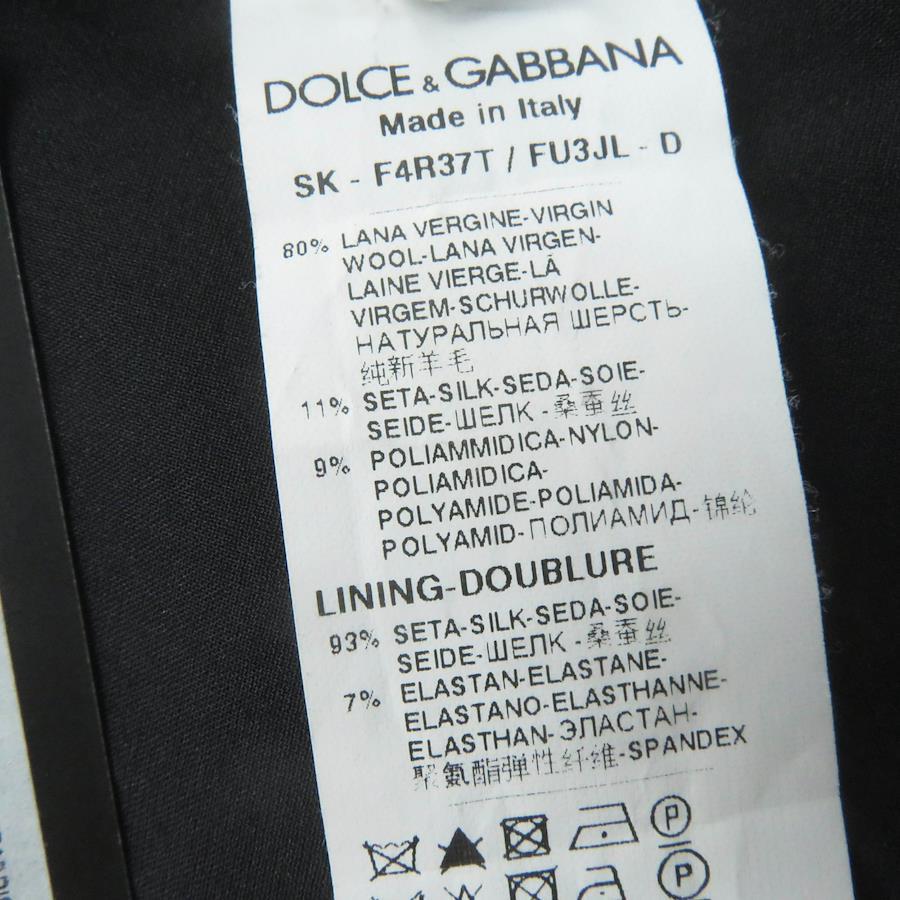 DOLCE & GABBANA
Made in Italy
SK - F4R37T / FU3JL - D
80% LANA VERGINE-VIRGIN
WOOL-LANA VIRGEN-
LAINE VIERGE-LÃ
VIRGEM-SCHURWOLLE-
НАТУРАЛЬНАЯ ШЕРСТЬ-
纯新羊毛
11% SETA-SILK-SEDA-SOIE-
SEIDE-ШЕЛК - 桑蚕丝
9% POLIAMMIDICA-NYLON-
POLIAMIDICA-
POLYAMIDE-POLIAMIDA-
POLYAMID-ПОЛИАМИД-锦纶
LINING-DOUBLURE
93% SETA-SILK-SEDA-SOIE-
SEIDE-ШЕЛК - 桑蚕丝
7% ELASTAN-ELASTANE-
ELASTANO-ELASTHANNE-
ELASTHAN-ЭЛАСТАН-
聚氨酯弹性纤维-SPANDEX
P
P